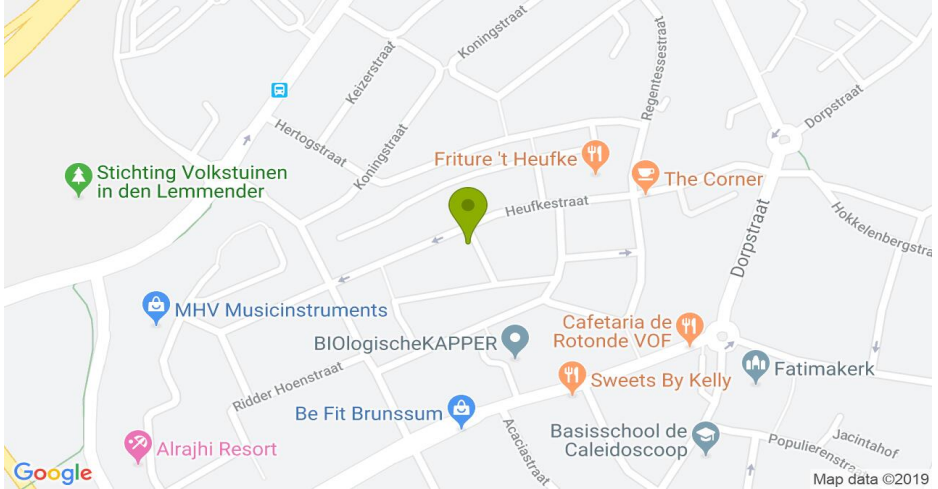 Koningstraat
Keizerstraat
Regentessestraat
Dorpstraat
Hertogstraat
Koningstraat
Friture 't Heufke
The Corner
Stichting Volkstuinen
in den Lemmender
Heufkestraat
Hokkelenbergstra
Dorpstraat
MHV Musicinstruments
BIOlogischeKAPPER
Cafetaria de
Rotonde VOF
Ridder Hoenstraat
Sweets By Kelly
Fatimakerk
Be Fit Brunssum
Acaciastraat
Basisschool de
Caleidoscoop
Jacintahof
Populierenstraat
Alrajhi Resort
Google
Map data ©2019